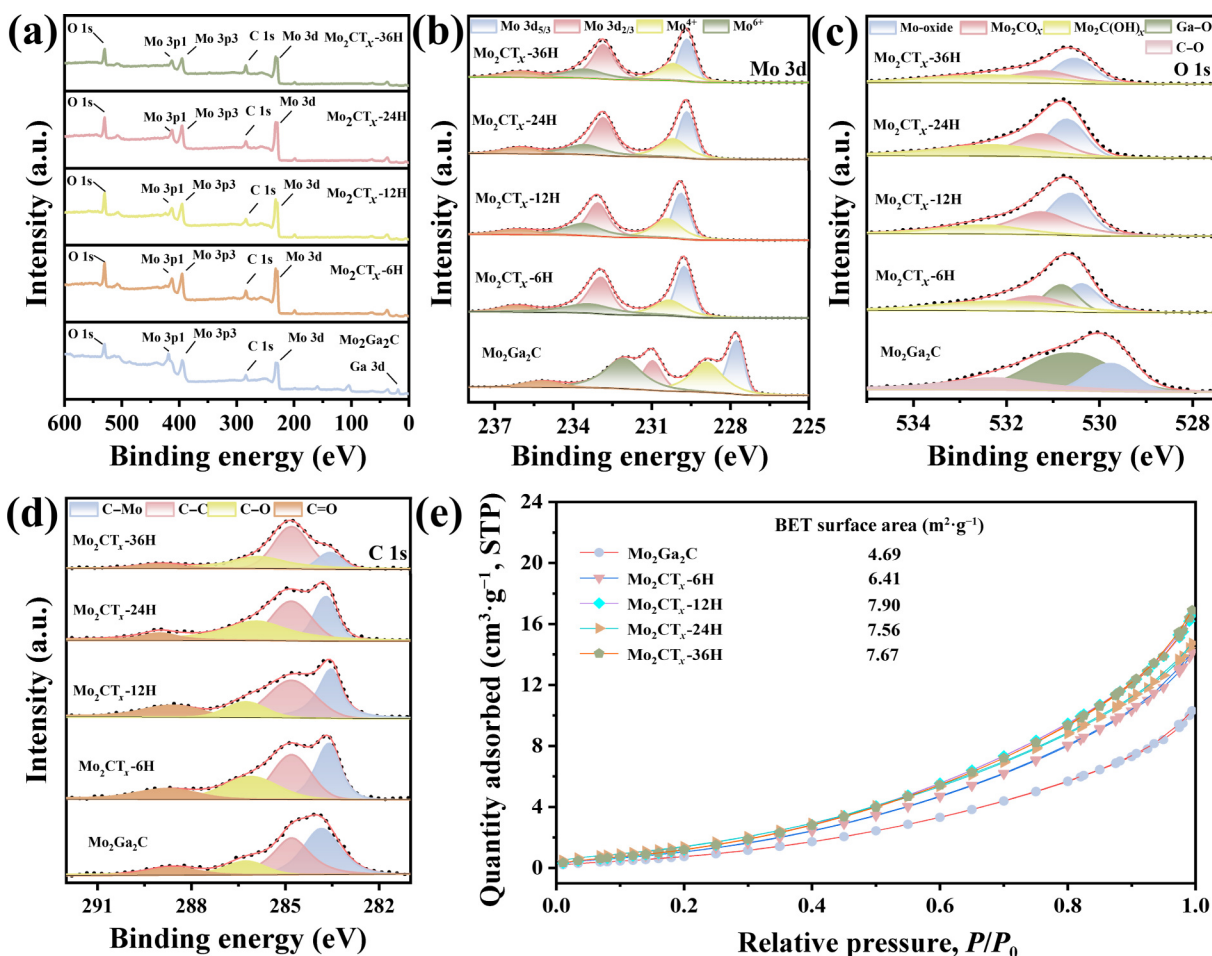 (a)
O 1s
Mo 3p1
Mo 3p3
C 1s
Mo 3d
Mo₂CTₓ-36H
O 1s
Mo 3p1
Mo 3p3
C 1s
Mo 3d
Mo₂CTₓ-24H
O 1s
Mo 3p1
Mo 3p3
C 1s
Mo 3d
Mo₂CTₓ-12H
O 1s
Mo 3p1
Mo 3p3
C 1s
Mo 3d
Mo₂CTₓ-6H
O 1s
Mo 3p1
Mo 3p3
C 1s
Mo 3d
Mo₂Ga₂C
Ga 3d
Intensity (a.u.)
600 500 400 300 200 100 0
Binding energy (eV)
(b)
Mo 3d₅/₃ Mo 3d₂/₃ Mo⁴⁺ Mo⁶⁺
Mo 3d
Mo₂CTₓ-36H
Mo₂CTₓ-24H
Mo₂CTₓ-12H
Mo₂CTₓ-6H
Mo₂Ga₂C
Intensity (a.u.)
237 233 229 225
Binding energy (eV)
(c)
Mo-oxide Mo₂COₓ Mo₂C(OH)ₓ Ga–O
C–O
O 1s
Mo₂CTₓ-36H
Mo₂CTₓ-24H
Mo₂CTₓ-12H
Mo₂CTₓ-6H
Mo₂Ga₂C
Intensity (a.u.)
534 532 530 528
Binding energy (eV)
(d)
C–Mo C–C C–O C=O
C 1s
Mo₂CTₓ-36H
Mo₂CTₓ-24H
Mo₂CTₓ-12H
Mo₂CTₓ-6H
Mo₂Ga₂C
Intensity (a.u.)
291 288 285 282
Binding energy (eV)
(e)
BET surface area (m²·g⁻¹)
Mo₂Ga₂C 4.69
Mo₂CTₓ-6H 6.41
Mo₂CTₓ-12H 7.90
Mo₂CTₓ-24H 7.56
Mo₂CTₓ-36H 7.67
Quantity adsorbed (cm³·g⁻¹, STP)
24
20
16
12
8
4
0
0.0 0.2 0.4 0.6 0.8 1.0
Relative pressure, P/P₀